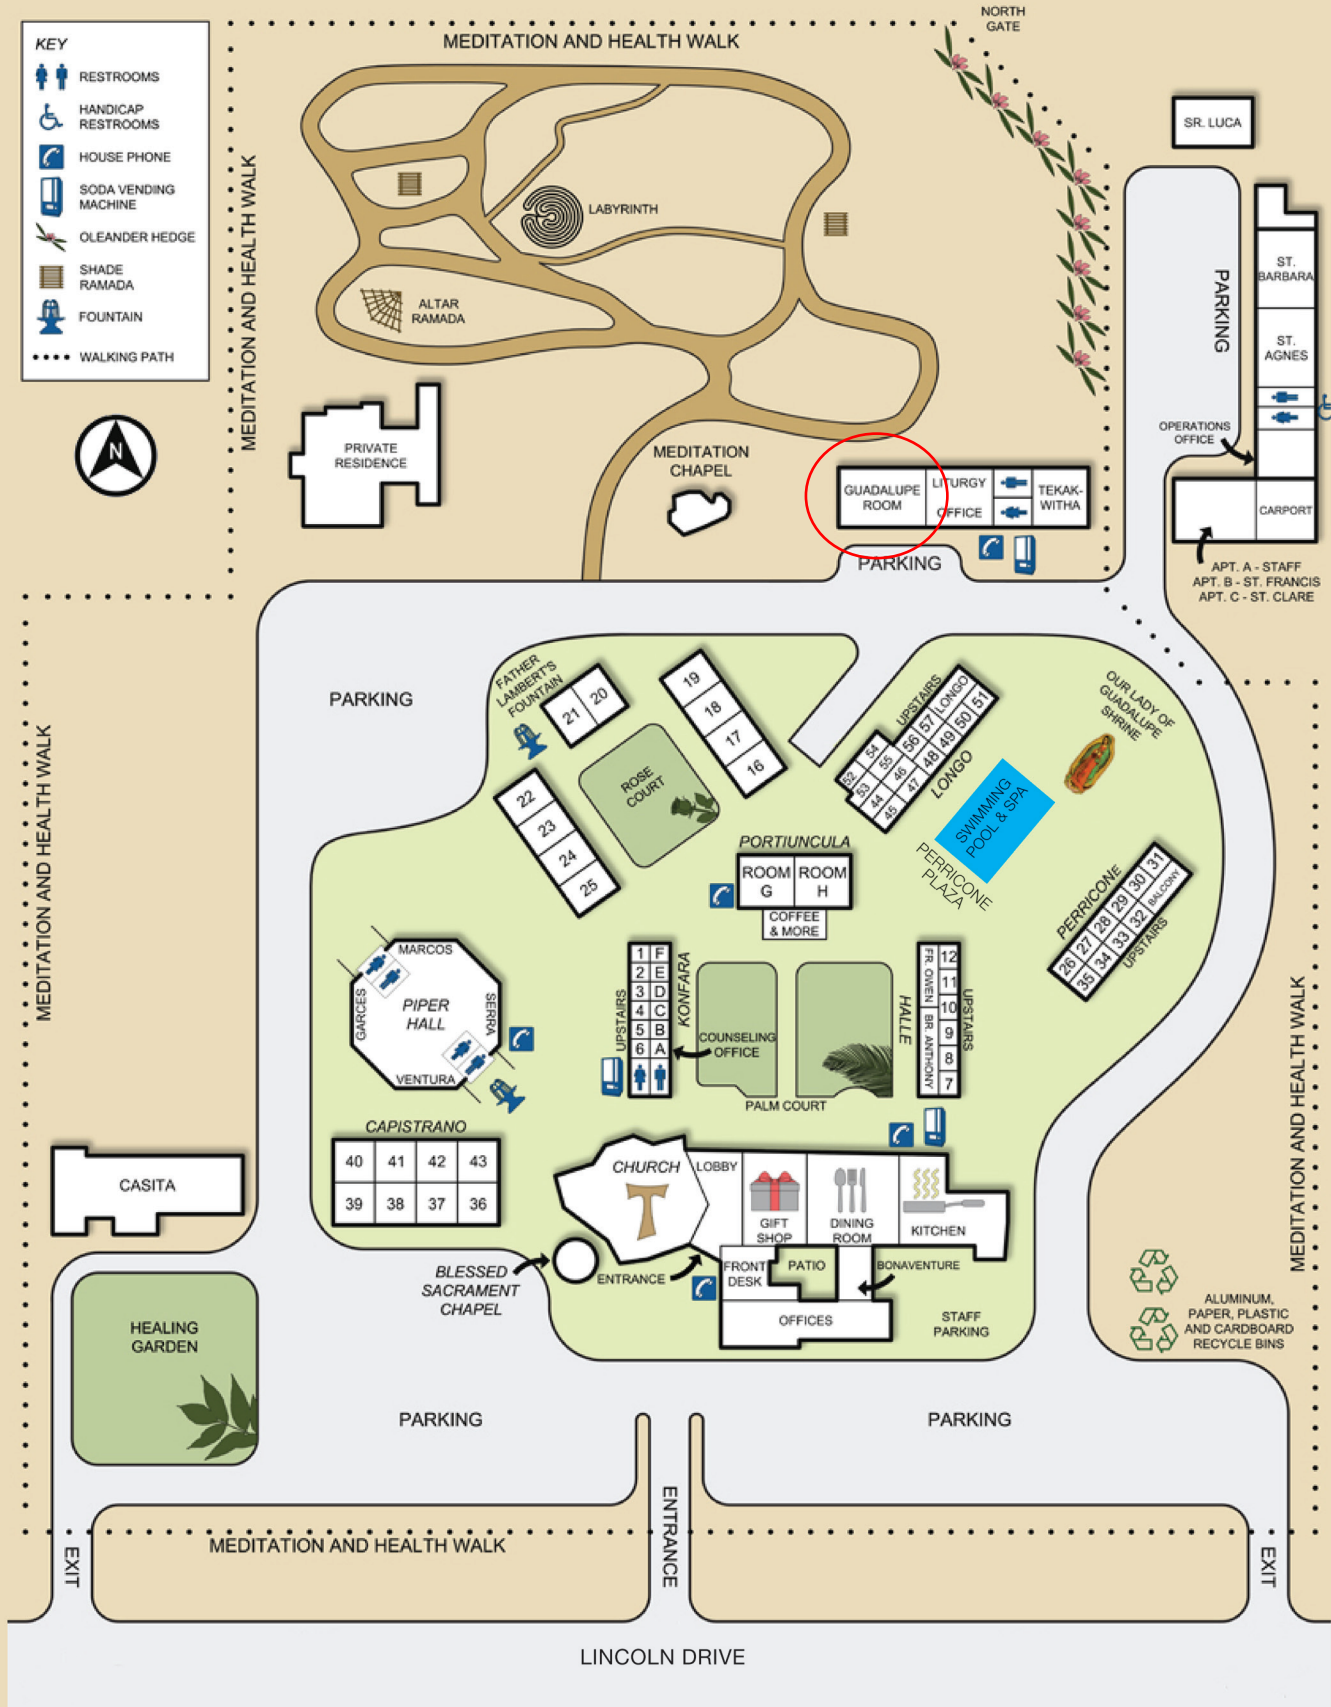 KEY
RESTROOMS
HANDICAP
RESTROOMS
HOUSE PHONE
SODA VENDING
MACHINE
OLEANDER HEDGE
SHADE
RAMADA
FOUNTAIN
WALKING PATH
N
MEDITATION AND HEALTH WALK
NORTH
GATE
MEDITATION AND HEALTH WALK
LABYRINTH
ALTAR
RAMADA
SR. LUCA
PARKING
ST.
BARBARA
ST.
AGNES
OPERATIONS
OFFICE
CARPORT
APT. A - STAFF
APT. B - ST. FRANCIS
APT. C - ST. CLARE
PRIVATE
RESIDENCE
MEDITATION
CHAPEL
GUADALUPE
ROOM
LITURGY
OFFICE
TEKAK-
WITHA
PARKING
PARKING
FATHER
LAMBERT'S
FOUNTAIN
21
20
19
18
17
16
22
23
24
25
ROSE
COURT
UPSTAIRS
LONGO
57
56
55
54
52
53
51
50
49
48
47
46
44
45
LONGO
OUR LADY OF
GUADALUPE
SHRINE
SWIMMING
POOL & SPA
PERRICONE
PLAZA
PORTIUNCULA
ROOM
G
ROOM
H
COFFEE
& MORE
PERRICONE
31
30
29
28
27
26
BALCONY
32
33
34
35
UPSTAIRS
MEDITATION AND HEALTH WALK
MARCOS
GARCES
PIPER
HALL
SERRA
VENTURA
UPSTAIRS
1 F
2 E
3 D
4 C
5 B
6 A
KONFARA
COUNSELING
OFFICE
PALM COURT
HALLE
FR. OWEN
BR. ANTHONY
12
11
10
9
8
7
UPSTAIRS
MEDITATION AND HEALTH WALK
CAPISTRANO
40 41 42 43
39 38 37 36
CASITA
CHURCH
LOBBY
GIFT
SHOP
DINING
ROOM
KITCHEN
BLESSED
SACRAMENT
CHAPEL
ENTRANCE
FRONT
DESK
PATIO
BONAVENTURE
OFFICES
STAFF
PARKING
HEALING
GARDEN
ALUMINUM,
PAPER, PLASTIC
AND CARDBOARD
RECYCLE BINS
PARKING
PARKING
ENTRANCE
MEDITATION AND HEALTH WALK
EXIT
EXIT
LINCOLN DRIVE